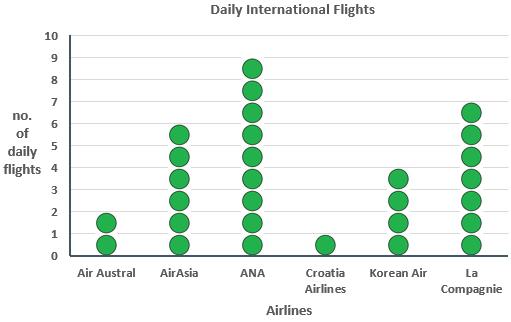 Daily International Flights
10
9
8
7
6
5
4
3
2
1
0
no.
of
daily
flights
Air Austral
AirAsia
ANA
Croatia
Airlines
Korean Air
La
Compagnie
Airlines